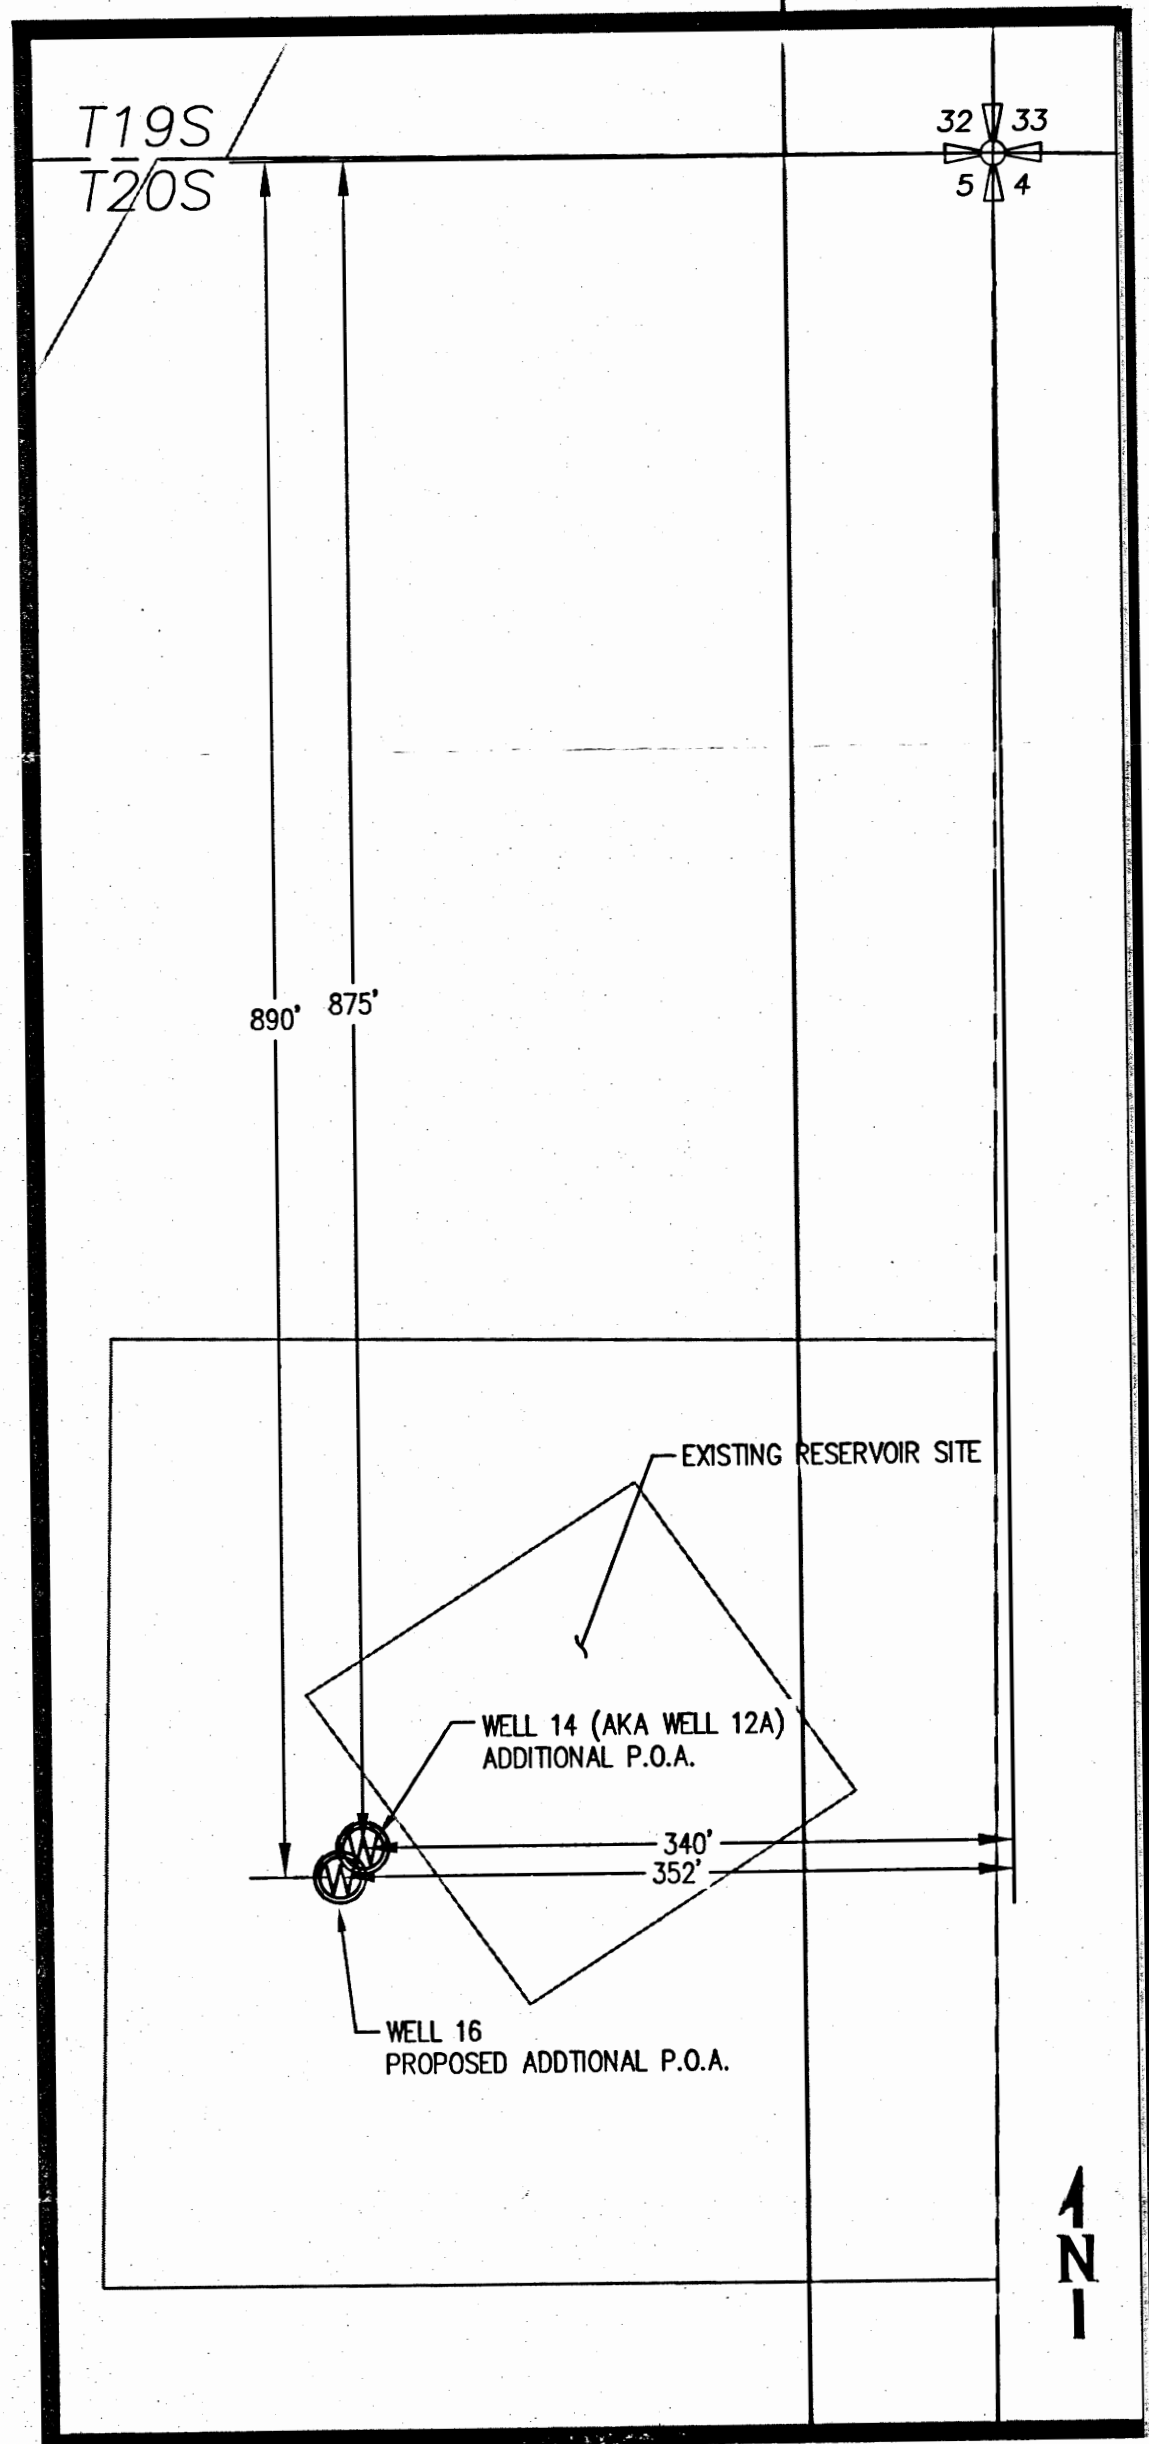 T19S
T20S
32 33
5 4
890' 875'
EXISTING RESERVOIR SITE
WELL 14 (AKA WELL 12A)
ADDITIONAL P.O.A.
W
340'
W
352'
WELL 16
PROPOSED ADDTIONAL P.O.A.
N